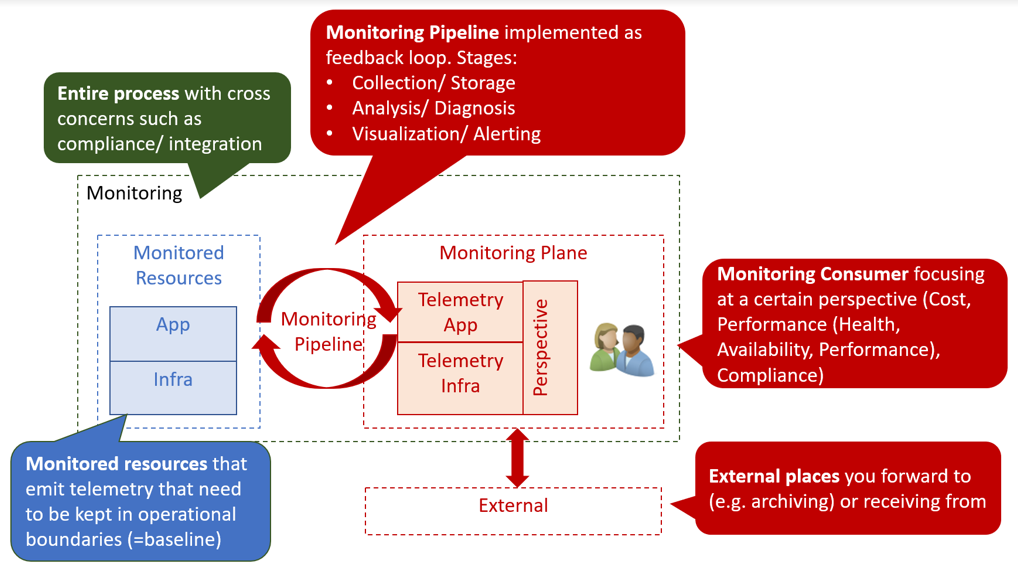 Monitoring Pipeline implemented as
feedback loop. Stages:
• Collection/ Storage
• Analysis/ Diagnosis
• Visualization/ Alerting
Entire process with cross
concerns such as
compliance/ integration
Monitoring
Monitored
Resources
App
Infra
Monitoring
Pipeline
Monitoring Plane
Telemetry
App
Telemetry
Infra
Perspective
Monitoring Consumer focusing
at a certain perspective (Cost,
Performance (Health,
Availability, Performance),
Compliance)
Monitored resources that
emit telemetry that need
to be kept in operational
boundaries (=baseline)
External
External places you forward to
(e.g. archiving) or receiving from